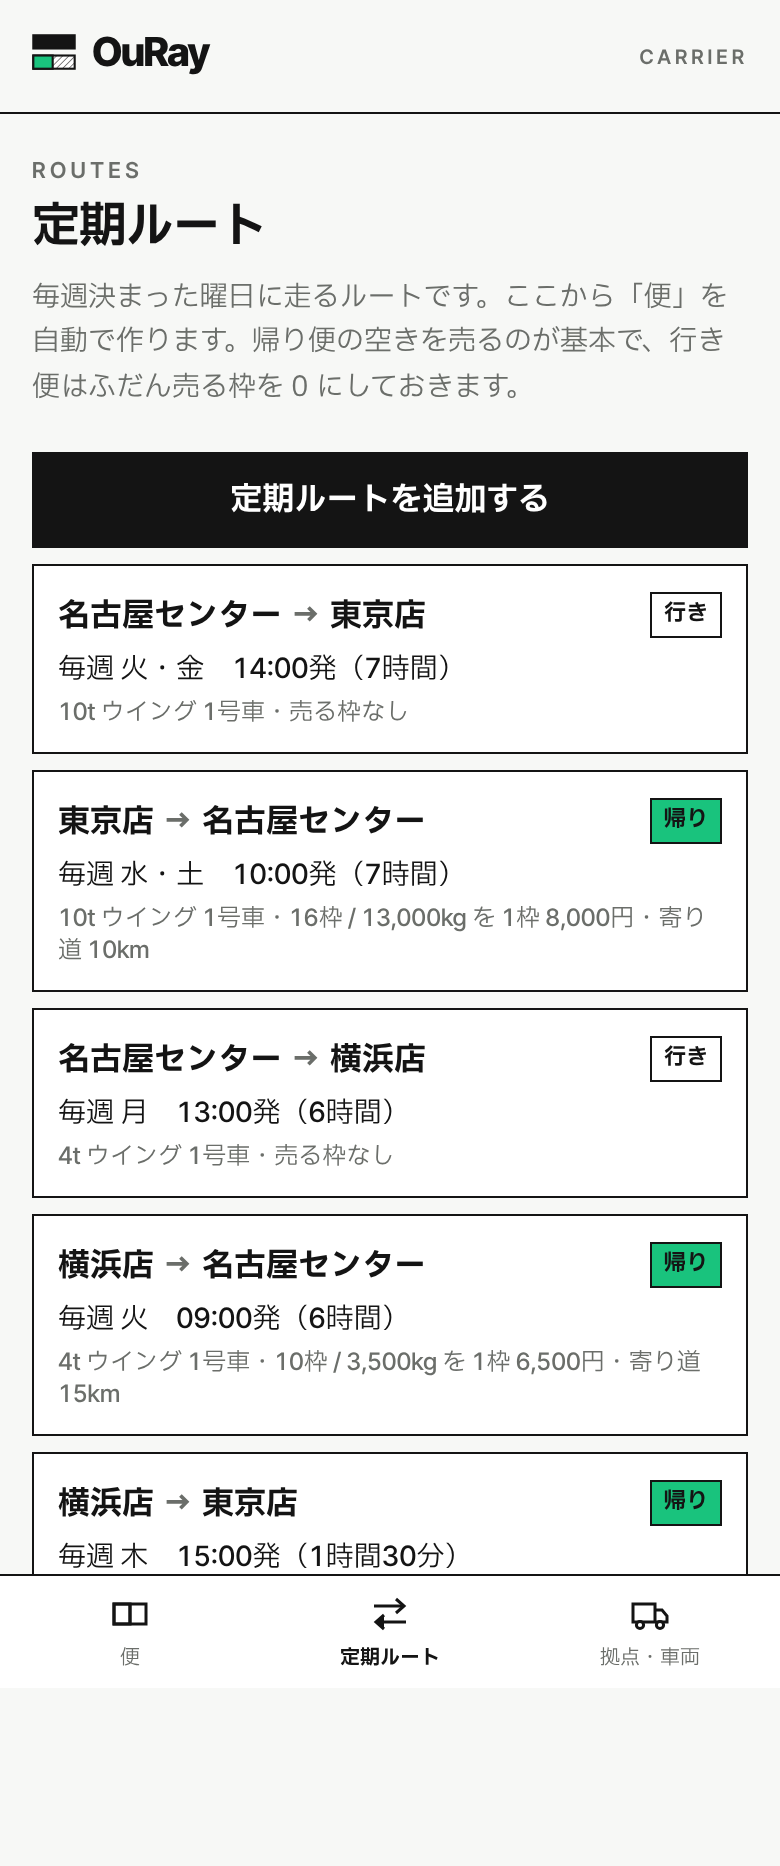 OuRay
CARRIER
ROUTES
定期ルート
毎週決まった曜日に走るルートです。ここから「便」を
自動で作ります。帰り便の空きを売るのが基本で、行き
便はふだん売る枠を 0 にしておきます。
定期ルートを追加する
名古屋センター → 東京店
行き
毎週 火・金　14:00発（7時間）
10t ウイング 1号車・売る枠なし
東京店 → 名古屋センター
帰り
毎週 水・土　10:00発（7時間）
10t ウイング 1号車・16枠 / 13,000kg を 1枠 8,000円・寄り
道 10km
名古屋センター → 横浜店
行き
毎週 月　13:00発（6時間）
4t ウイング 1号車・売る枠なし
横浜店 → 名古屋センター
帰り
毎週 火　09:00発（6時間）
4t ウイング 1号車・10枠 / 3,500kg を 1枠 6,500円・寄り道
15km
横浜店 → 東京店
帰り
毎週 木　15:00発（1時間30分）
便
定期ルート
拠点・車両